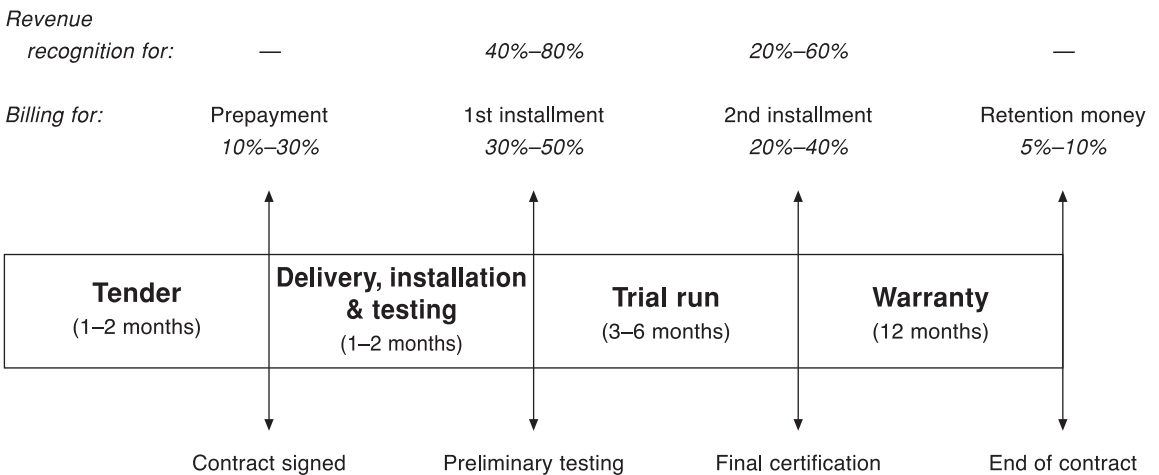 Revenue
recognition for: — 40%–80% 20%–60% —
Billing for: Prepayment 1st installment 2nd installment Retention money
10%–30% 30%–50% 20%–40% 5%–10%
Tender
(1–2 months)
Delivery, installation
& testing
(1–2 months)
Trial run
(3–6 months)
Warranty
(12 months)
Contract signed Preliminary testing Final certification End of contract